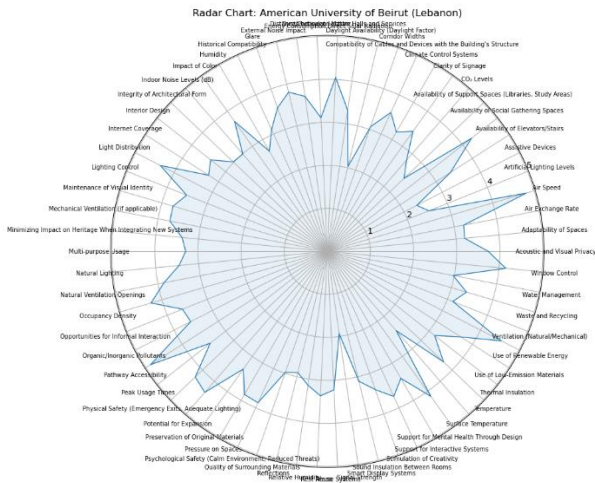 Radar Chart: American University of Beirut (Lebanon)
Daylight Availability (Daylight Factor)
Corridor Widths
Compatibility of Cables and Devices with the Building's Structure
Climate Control Systems
Clarity of Signage
CO₂ Levels
Availability of Support Spaces (Libraries, Study Areas)
Availability of Social Gathering Spaces
Availability of Elevators/Stairs
Assistive Devices
Artificial Lighting Levels
Air Speed
Air Exchange Rate
Adaptability of Spaces
Acoustic and Visual Privacy
Window Control
Water Management
Waste and Recycling
Ventilation (Natural/Mechanical)
Use of Renewable Energy
Use of Low-Emission Materials
Thermal Insulation
Temperature
Surface Temperature
Support for Mental Health Through Design
Support for Interactive Systems
Stimulation of Creativity
Sound Insulation Between Rooms
Smart Display Systems
Relative Humidity
Reflections
Quality of Surrounding Materials
Psychological Safety (Calm Environment, Reduced Threats)
Pressure on Space
Preservation of Original Materials
Potential for Expansion
Physical Safety (Emergency Exits, Adequate Lighting)
Peak Usage Times
Pathway Accessibility
Organic/Inorganic Pollutants
Opportunities for Informal Interaction
Occupancy Density
Natural Ventilation Openings
Natural Lighting
Multi-purpose Usage
Minimizing Impact on Heritage When Integrating New Systems
Mechanical Ventilation (if applicable)
Maintenance of Visual Identity
Lighting Control
Light Distribution
Internet Coverage
Interior Design
Integrity of Architectural Form
Indoor Noise Levels (dB)
Impact of Color
Humidity
Historical Compatibility
Glare
External Noise Impact
1
2
3
4
5